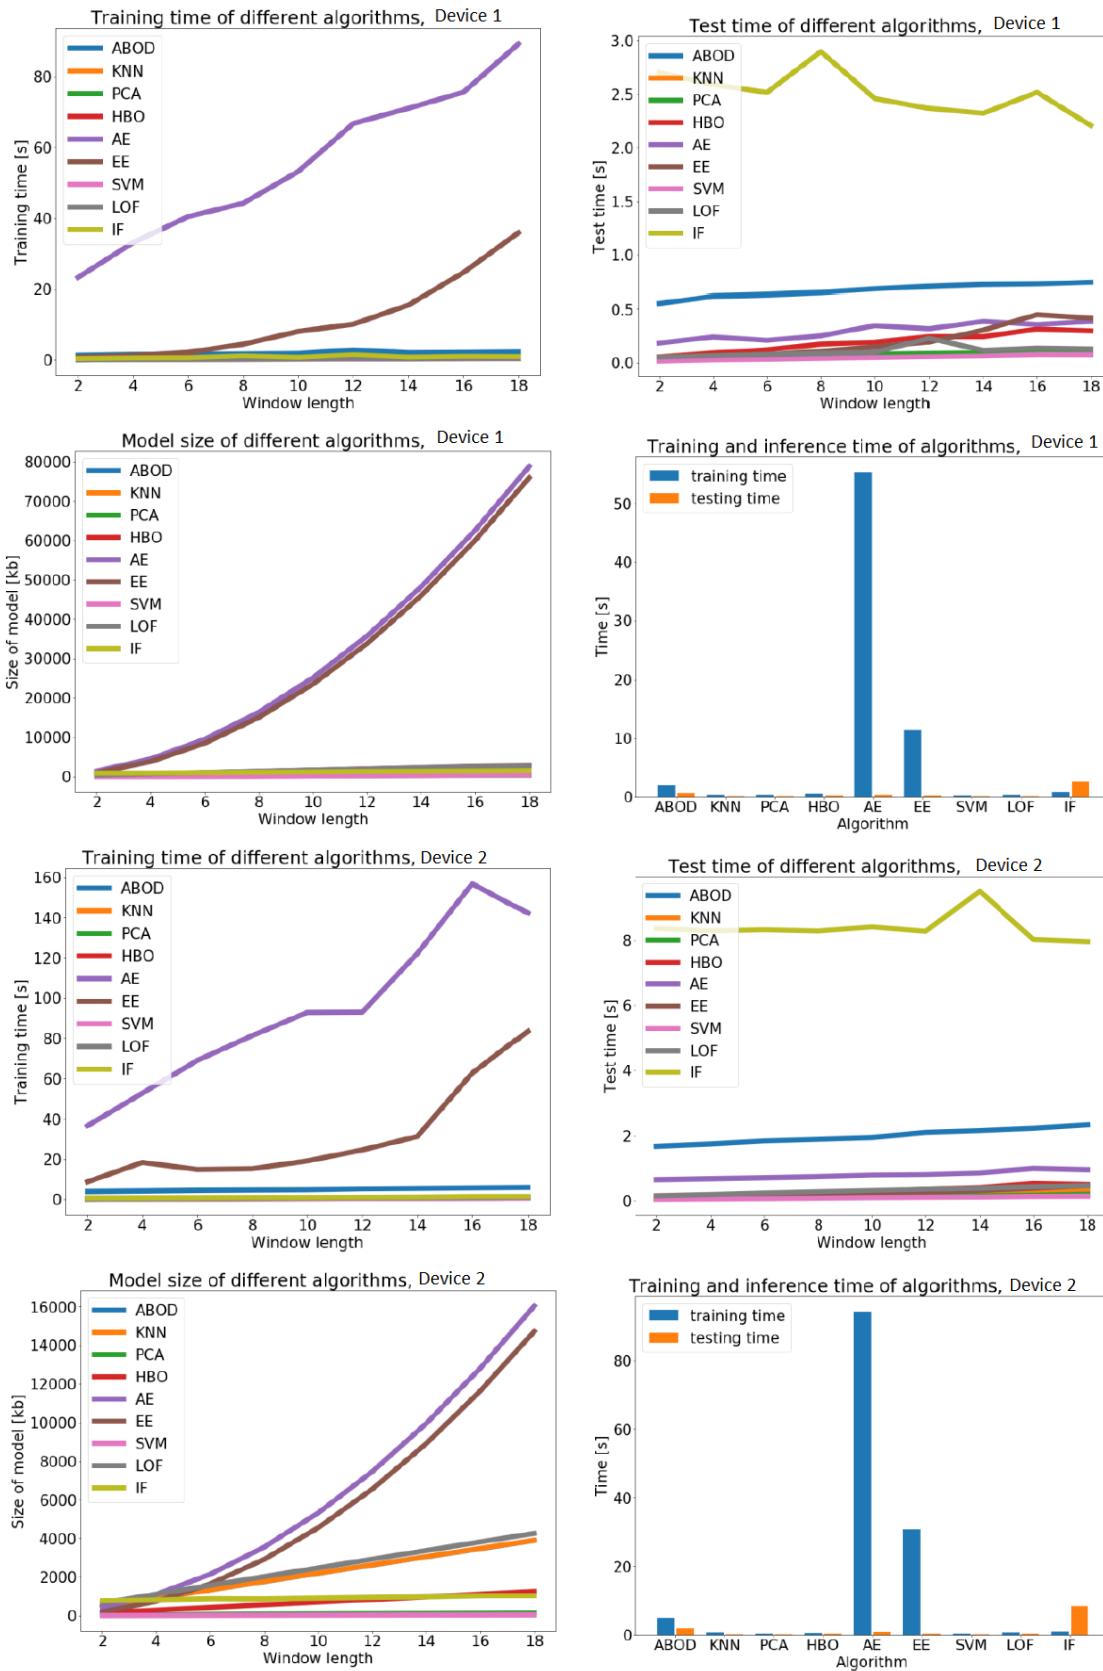 Training time of different algorithms, Device 1
Training time [s]
80
60
40
20
0
ABOD
KNN
PCA
HBO
AE
EE
SVM
LOF
IF
2 4 6 8 10 12 14 16 18
Window length
Test time of different algorithms, Device 1
Test time [s]
3.0
2.5
2.0
1.5
1.0
0.5
0.0
ABOD
KNN
PCA
HBO
AE
EE
SVM
LOF
IF
2 4 6 8 10 12 14 16 18
Window length
Model size of different algorithms, Device 1
Size of model [kb]
80000
70000
60000
50000
40000
30000
20000
10000
0
ABOD
KNN
PCA
HBO
AE
EE
SVM
LOF
IF
2 4 6 8 10 12 14 16 18
Window length
Training and inference time of algorithms, Device 1
Time [s]
50
40
30
20
10
0
training time
testing time
ABOD KNN PCA HBO AE EE SVM LOF IF
Algorithm
Training time of different algorithms, Device 2
Training time [s]
160
140
120
100
80
60
40
20
0
ABOD
KNN
PCA
HBO
AE
EE
SVM
LOF
IF
2 4 6 8 10 12 14 16 18
Window length
Test time of different algorithms, Device 2
Test time [s]
8
6
4
2
0
ABOD
KNN
PCA
HBO
AE
EE
SVM
LOF
IF
2 4 6 8 10 12 14 16 18
Window length
Model size of different algorithms, Device 2
Size of model [kb]
16000
14000
12000
10000
8000
6000
4000
2000
0
ABOD
KNN
PCA
HBO
AE
EE
SVM
LOF
IF
2 4 6 8 10 12 14 16 18
Window length
Training and inference time of algorithms, Device 2
Time [s]
80
60
40
20
0
training time
testing time
ABOD KNN PCA HBO AE EE SVM LOF IF
Algorithm